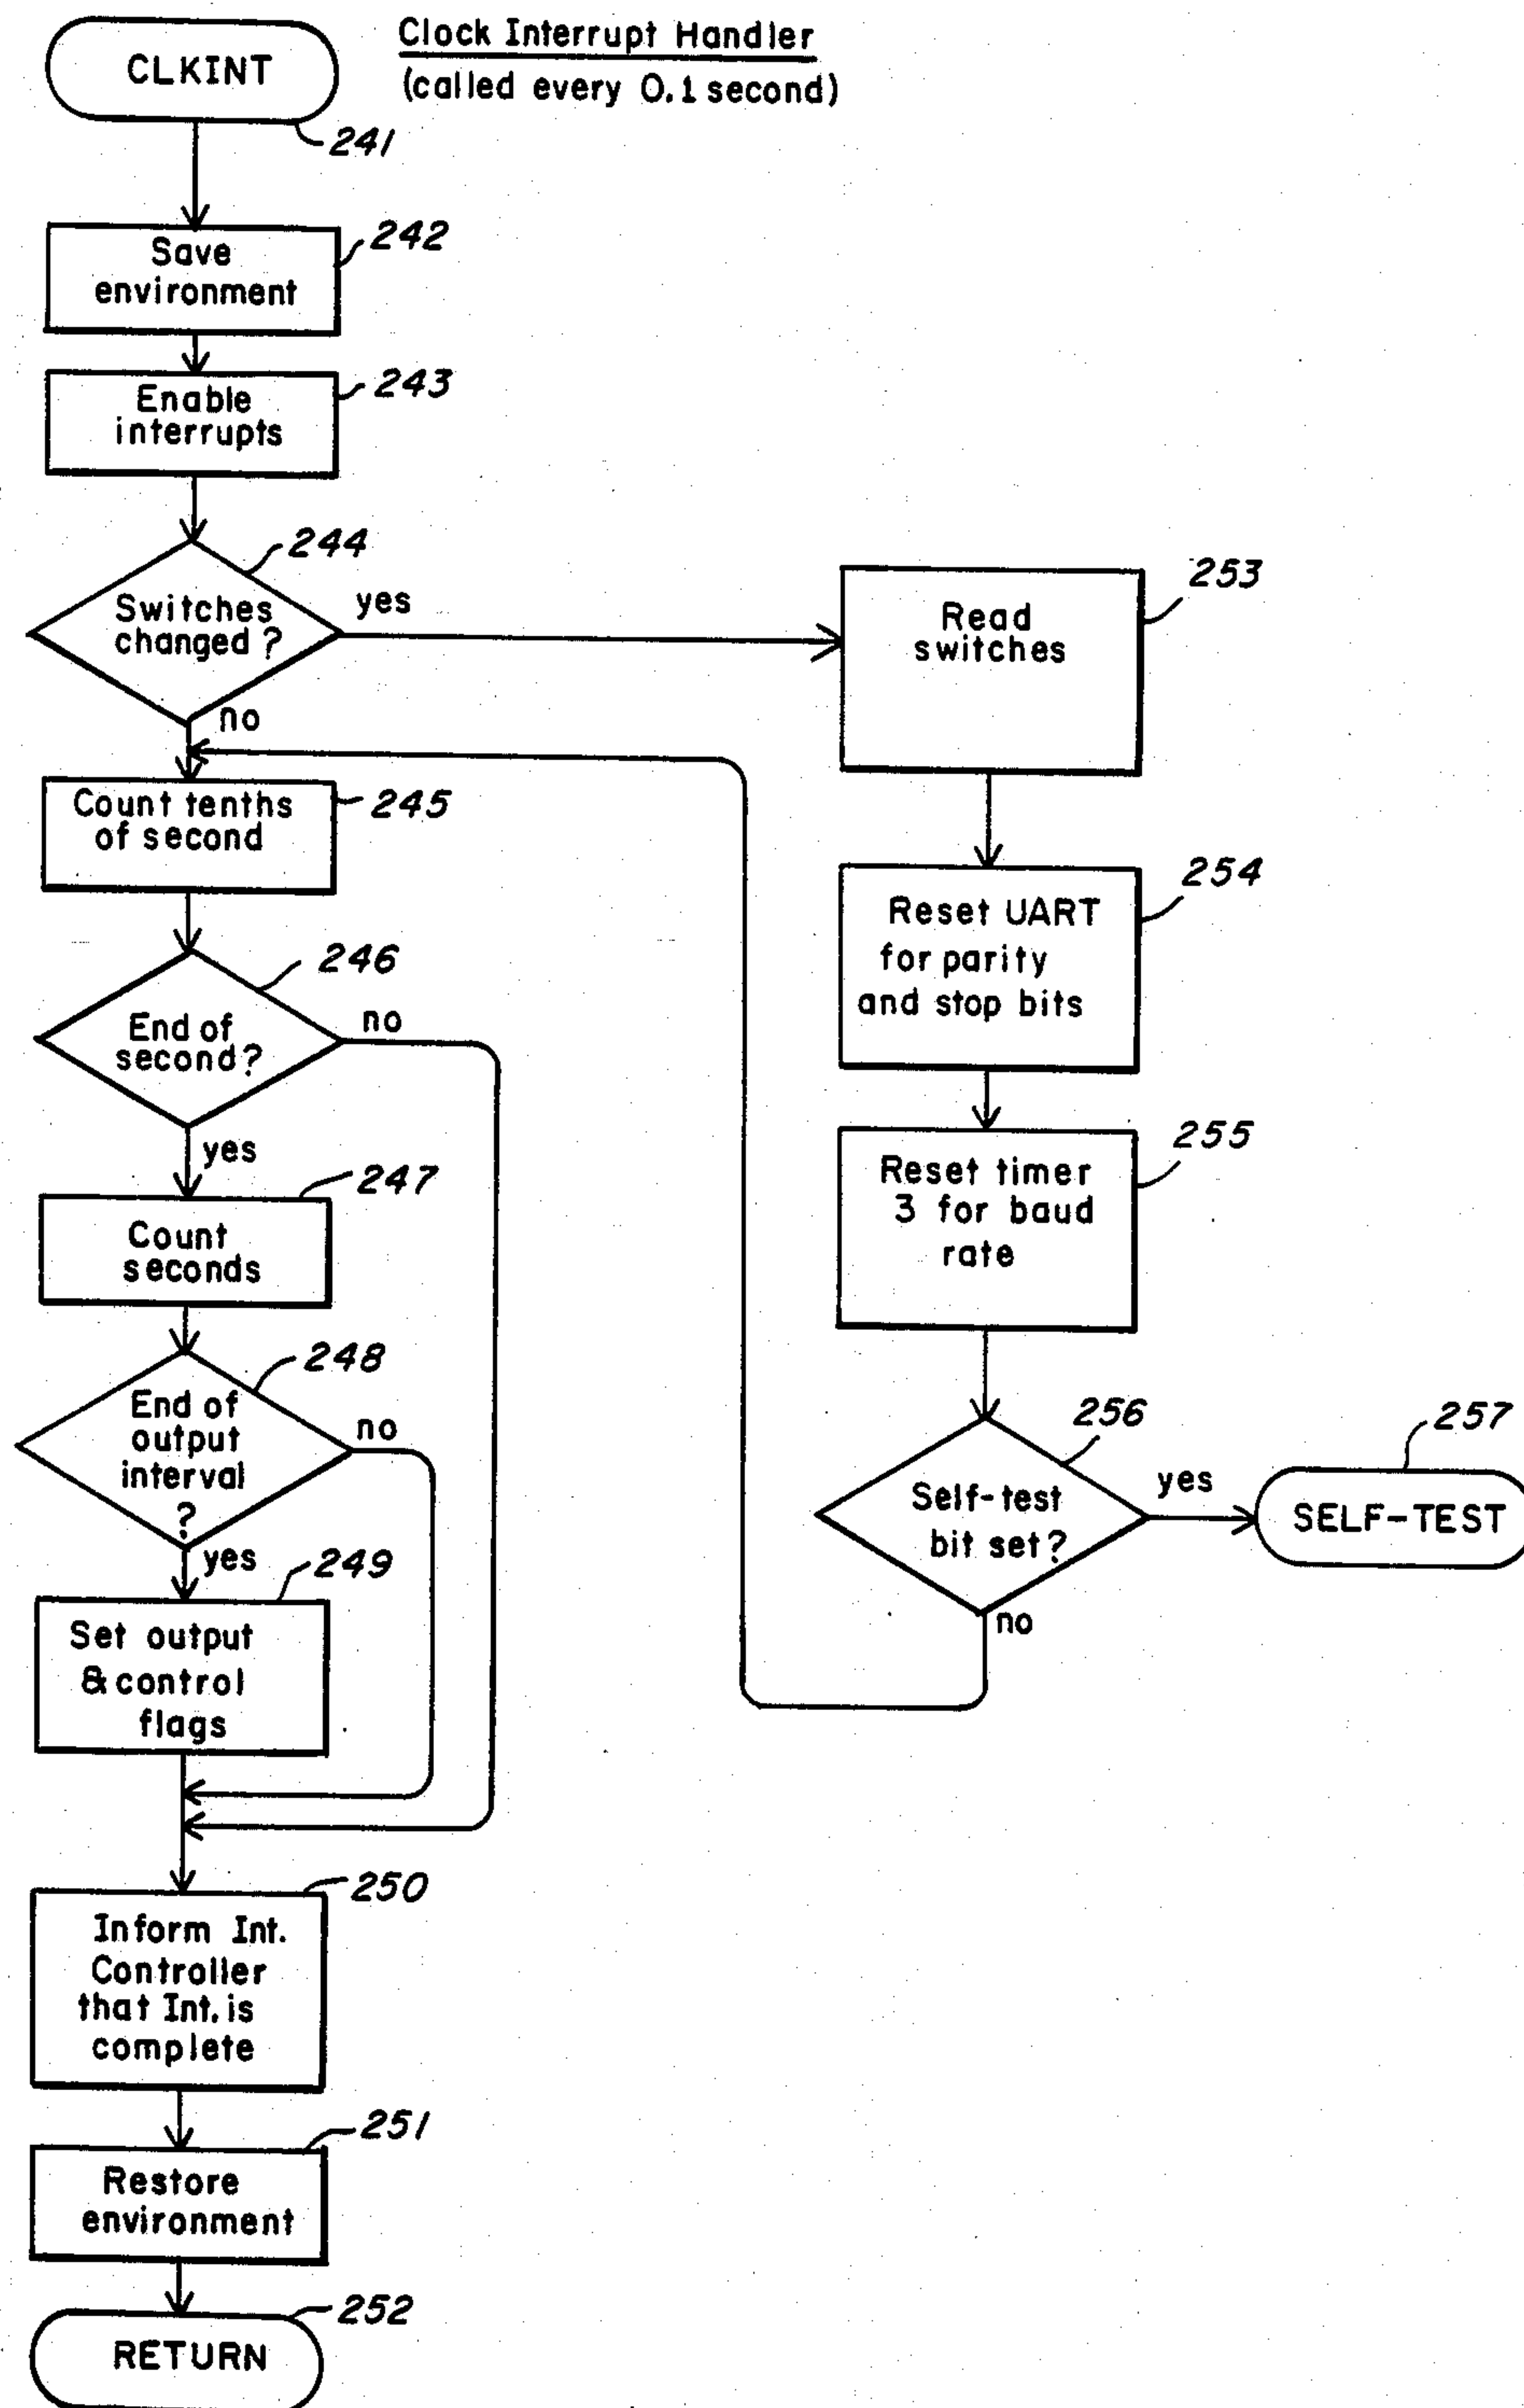 CLKINT
Clock Interrupt Handler
(called every 0.1 second)
241
Save
environment
242
Enable
interrupts
243
Switches
changed?
244
yes
no
Read
switches
253
Count tenths
of second
245
Reset UART
for parity
and stop bits
254
End of
second?
246
no
yes
Reset timer
3 for baud
rate
255
Count
seconds
247
End of
output
interval
?
248
no
yes
Self-test
bit set?
256
yes
no
SELF-TEST
257
Set output
& control
flags
249
Inform Int.
Controller
that Int. is
complete
250
Restore
environment
251
RETURN
252